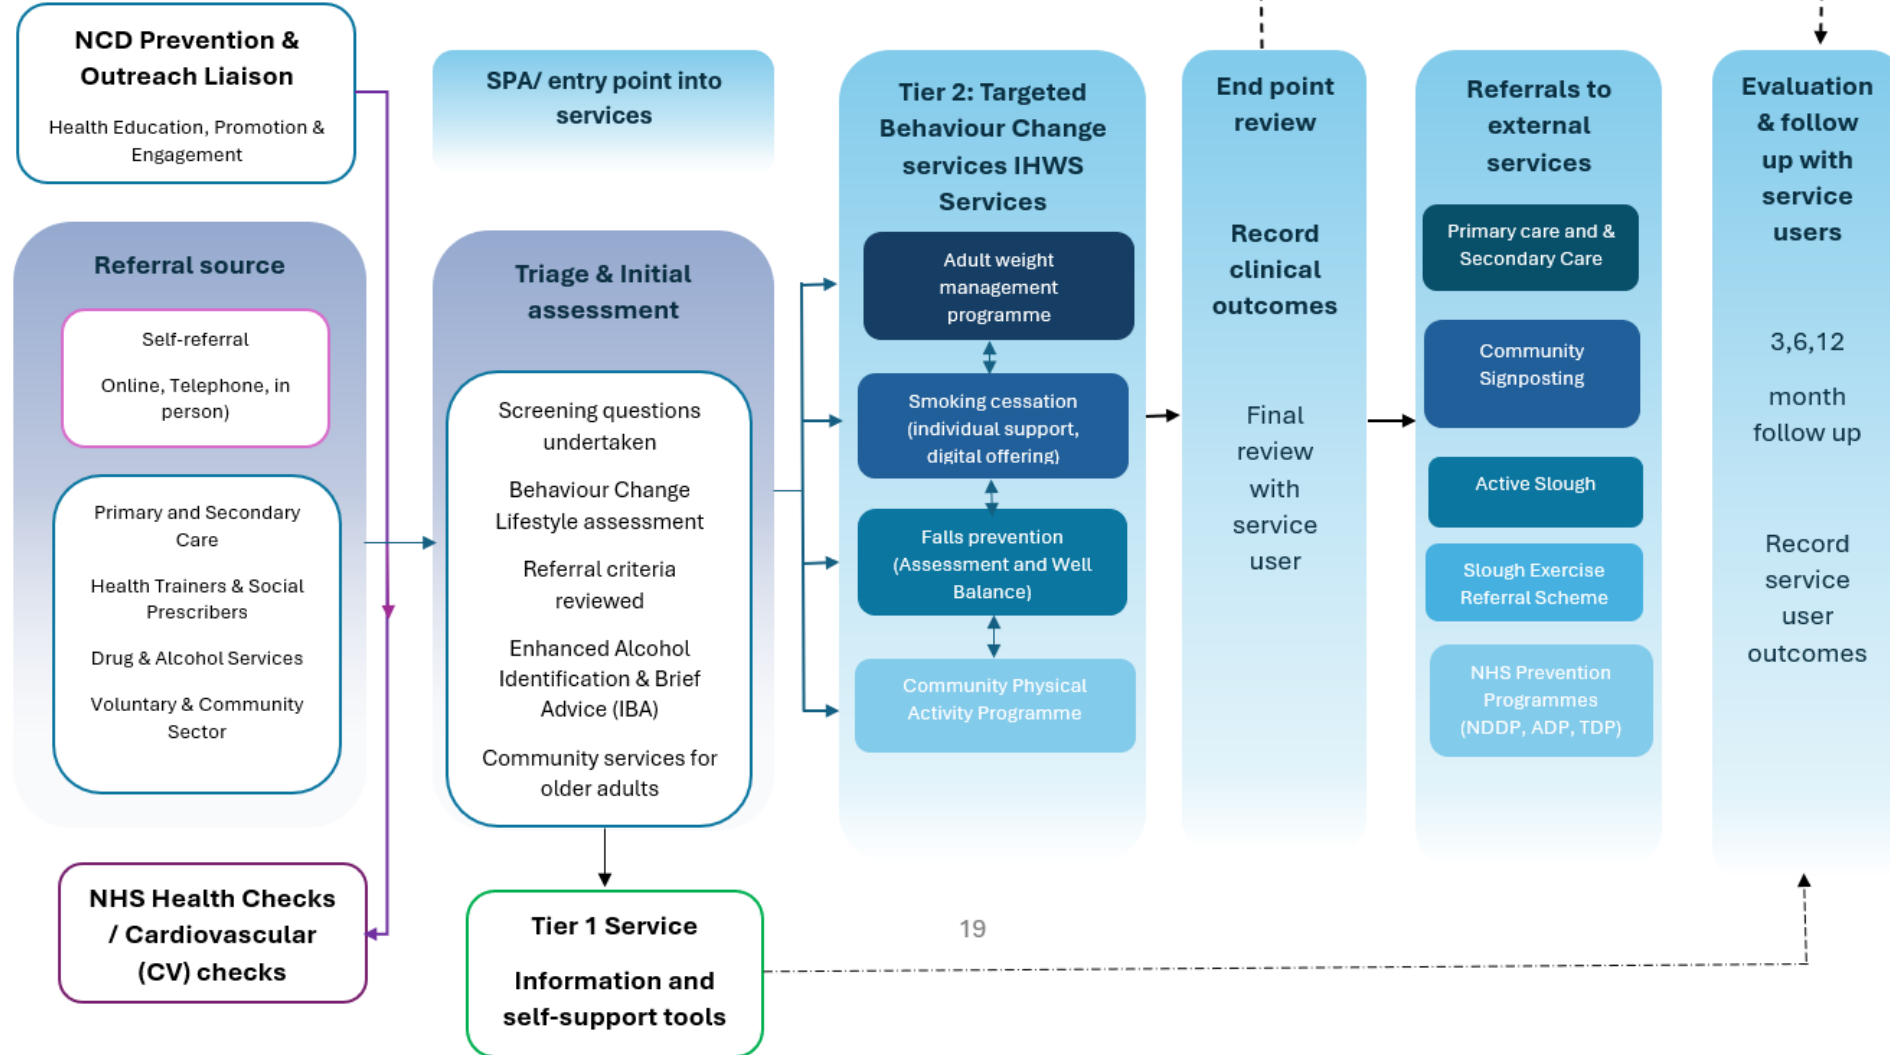 NCD Prevention &
Outreach Liaison
Health Education, Promotion &
Engagement
Referral source
Self-referral
Online, Telephone, in
person)
Primary and Secondary
Care
Health Trainers & Social
Prescribers
Drug & Alcohol Services
Voluntary & Community
Sector
NHS Health Checks
/ Cardiovascular
(CV) checks
SPA/ entry point into
services
Triage & Initial
assessment
Screening questions
undertaken
Behaviour Change
Lifestyle assessment
Referral criteria
reviewed
Enhanced Alcohol
Identification & Brief
Advice (IBA)
Community services for
older adults
Tier 1 Service
Information and
self-support tools
Tier 2: Targeted
Behaviour Change
services IHWS
Services
Adult weight
management
programme
Smoking cessation
(individual support,
digital offering)
Falls prevention
(Assessment and Well
Balance)
Community Physical
Activity Programme
19
End point
review
Record
clinical
outcomes
Final
review
with
service
user
Referrals to
external
services
Primary care and &
Secondary Care
Community
Signposting
Active Slough
Slough Exercise
Referral Scheme
NHS Prevention
Programmes
(NDDP, ADP, TDP)
Evaluation
& follow
up with
service
users
3,6,12
month
follow up
Record
service
user
outcomes